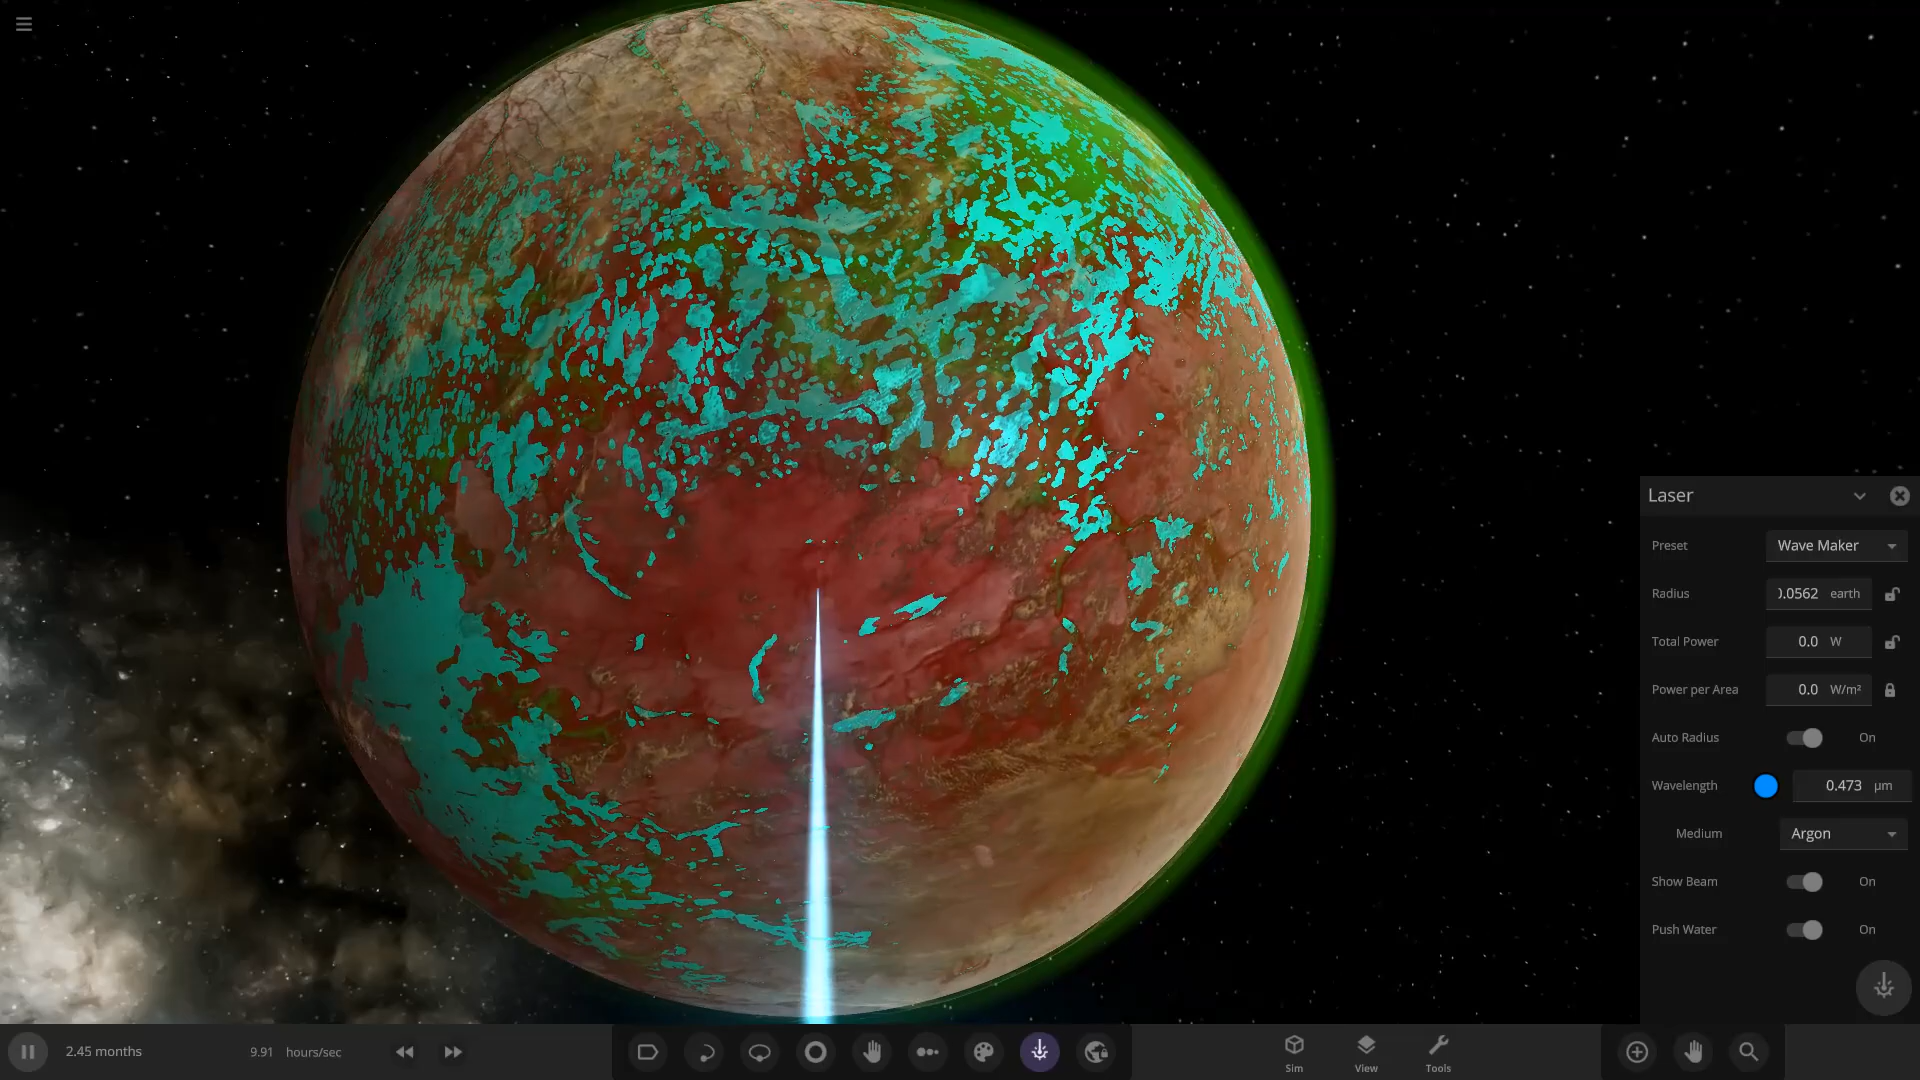 Laser
Preset Wave Maker
Radius 0.0562 earth
Total Power 0.0 W
Power per Area 0.0 W/m²
Auto Radius On
Wavelength 0.473 µm
Medium Argon
Show Beam On
Push Water On
2.45 months 9.91 hours/sec
Sim View Tools